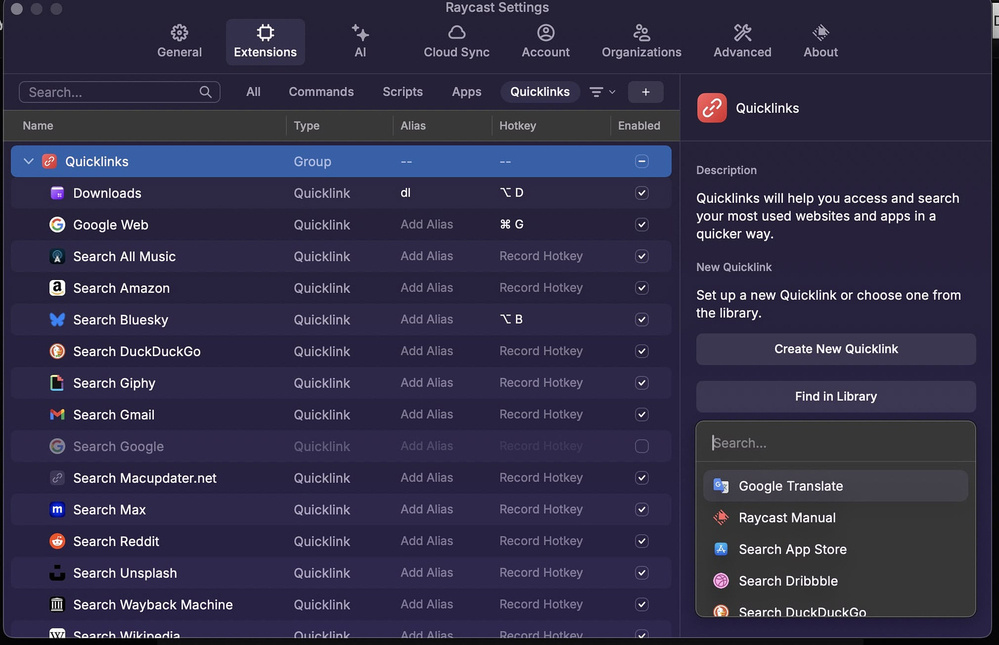 Raycast Settings
General Extensions AI Cloud Sync Account Organizations Advanced About
Search... All Commands Scripts Apps Quicklinks +
Name Type Alias Hotkey Enabled
Quicklinks Group -- --
Downloads Quicklink dl ⌥ D
Google Web Quicklink Add Alias ⌘ G
Search All Music Quicklink Add Alias Record Hotkey
Search Amazon Quicklink Add Alias Record Hotkey
Search Bluesky Quicklink Add Alias ⌥ B
Search DuckDuckGo Quicklink Add Alias Record Hotkey
Search Giphy Quicklink Add Alias Record Hotkey
Search Gmail Quicklink Add Alias Record Hotkey
Search Google Quicklink Add Alias Record Hotkey
Search Macupdater.net Quicklink Add Alias Record Hotkey
Search Max Quicklink Add Alias Record Hotkey
Search Reddit Quicklink Add Alias Record Hotkey
Search Unsplash Quicklink Add Alias Record Hotkey
Search Wayback Machine Quicklink Add Alias Record Hotkey
Search Wikipedia Quicklink Add Alias Record Hotkey
Quicklinks
Description
Quicklinks will help you access and search
your most used websites and apps in a
quicker way.
New Quicklink
Set up a new Quicklink or choose one from
the library.
Create New Quicklink
Find in Library
Search...
Google Translate
Raycast Manual
Search App Store
Search Dribbble
Search DuckDuckGo